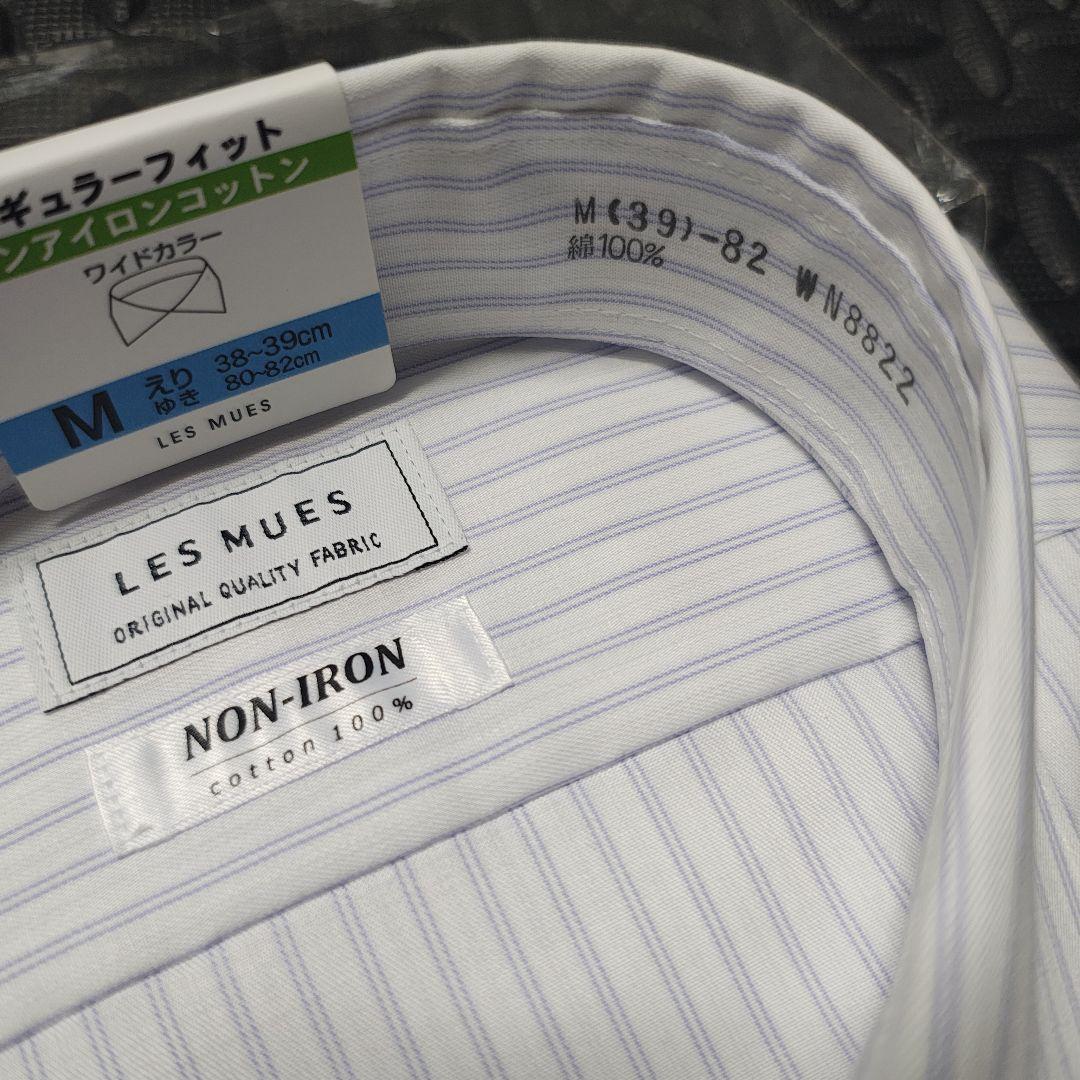 ギュラーフィット
ンアイロンコットン
ワイドカラー
M えり 38~39cm
ゆき 80~82cm
LES MUES
M(39)-82 WN8822
綿100%
LES MUES
ORIGINAL QUALITY FABRIC
NON-IRON
cotton 100%